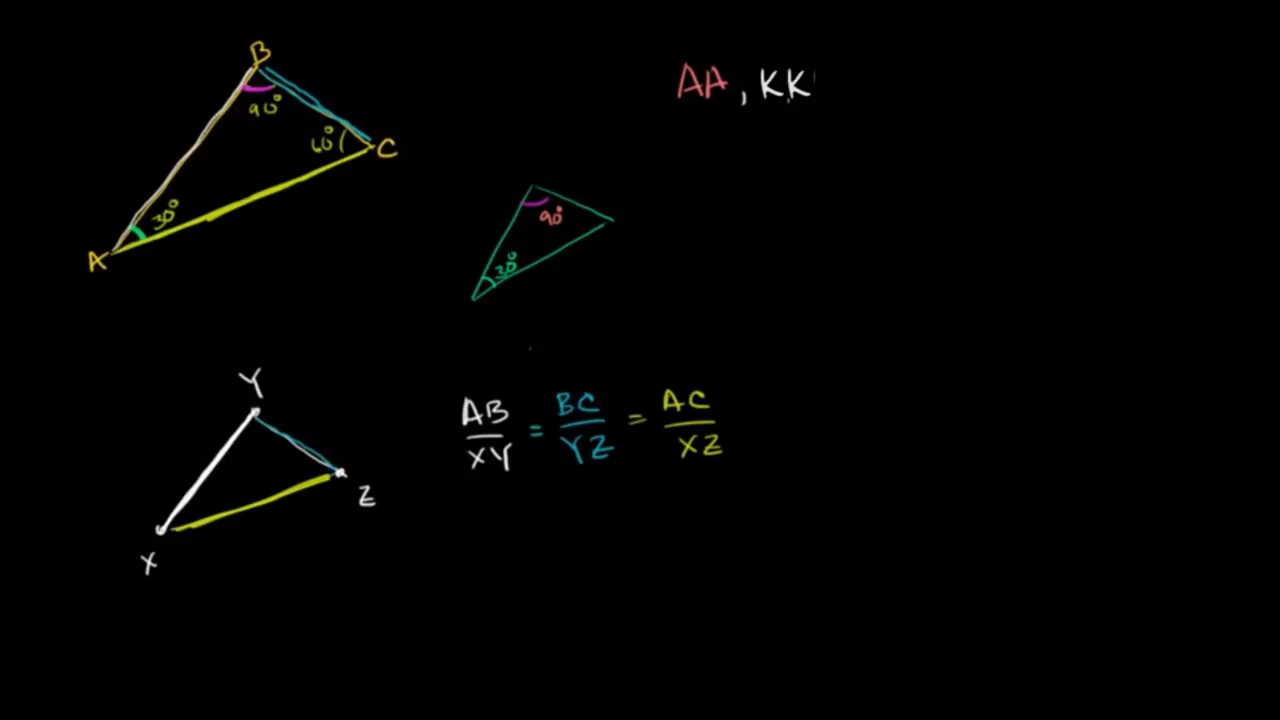 B
90°
60°
C
30°
A
AA, KK
90°
30°
Y
Z
X
AB/XY = BC/YZ = AC/XZ